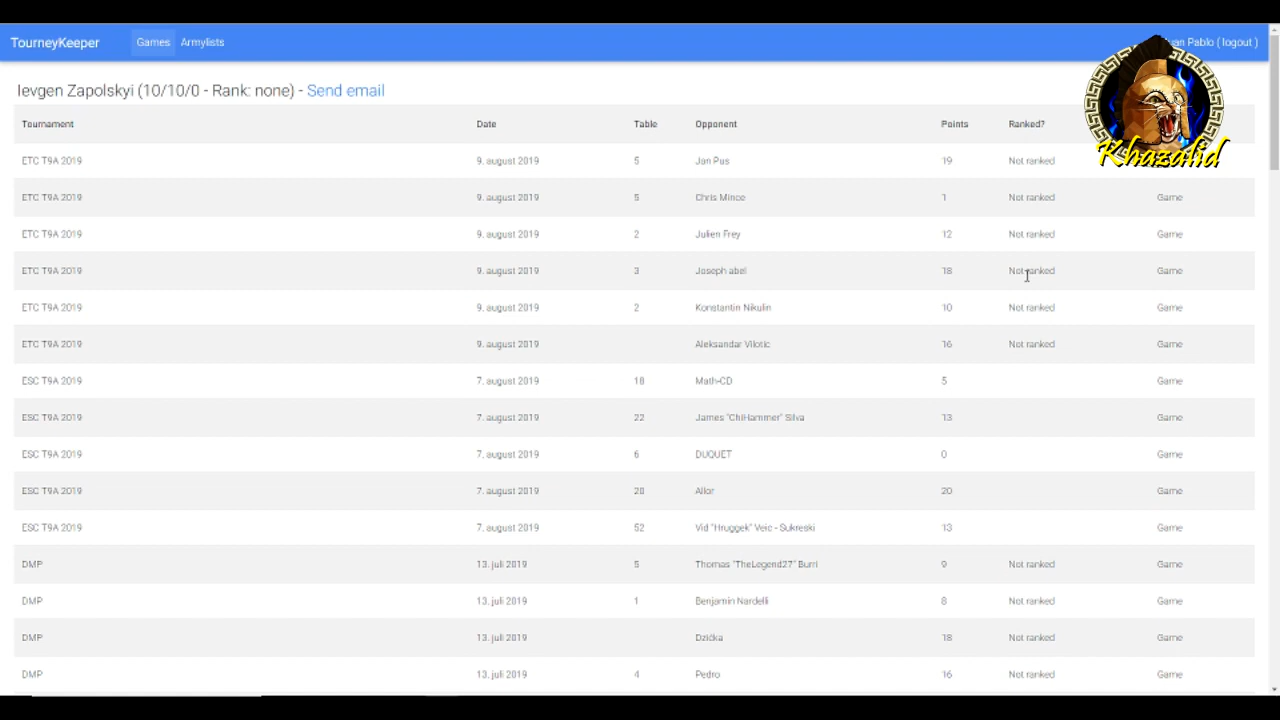 TourneyKeeper Games Armylists Pablo ( logout )
Ievgen Zapolskyi (10/10/0 - Rank: none) - Send email
Tournament Date Table Opponent Points Ranked?
Khazalid
ETC T9A 2019 9. august 2019 5 Jan Pus 19 Not ranked
ETC T9A 2019 9. august 2019 5 Chris Mince 1 Not ranked Game
ETC T9A 2019 9. august 2019 2 Julien Frey 12 Not ranked Game
ETC T9A 2019 9. august 2019 3 Joseph abel 18 Not ranked Game
ETC T9A 2019 9. august 2019 2 Konstantin Nikulin 10 Not ranked Game
ETC T9A 2019 9. august 2019 Aleksandar Vilotic 16 Not ranked Game
ESC T9A 2019 7. august 2019 18 Math-CD 5 Game
ESC T9A 2019 7. august 2019 22 James "ChiHammer" Silva 13 Game
ESC T9A 2019 7. august 2019 6 DUQUET 0 Game
ESC T9A 2019 7. august 2019 28 Allor 20 Game
ESC T9A 2019 7. august 2019 52 Vid "Hruggek" Veic - Sukreski 13 Game
DMP 13. juli 2019 5 Thomas "TheLegend27" Burri 9 Not ranked Game
DMP 13. juli 2019 1 Benjamin Nardelli 8 Not ranked Game
DMP 13. juli 2019 Dzička 18 Not ranked Game
DMP 13. juli 2019 4 Pedro 16 Not ranked Game